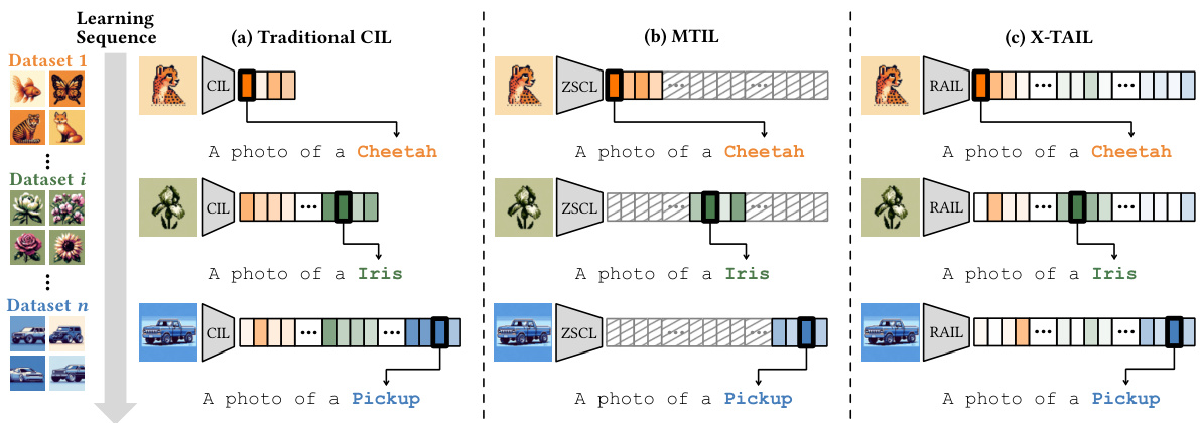 Learning
Sequence
Dataset 1
Dataset i
Dataset n
(a) Traditional CIL
CIL
A photo of a Cheetah
CIL
A photo of a Iris
CIL
A photo of a Pickup
(b) MTIL
ZSCL
A photo of a Cheetah
ZSCL
A photo of a Iris
ZSCL
A photo of a Pickup
(c) X-TAIL
RAIL
A photo of a Cheetah
RAIL
A photo of a Iris
RAIL
A photo of a Pickup